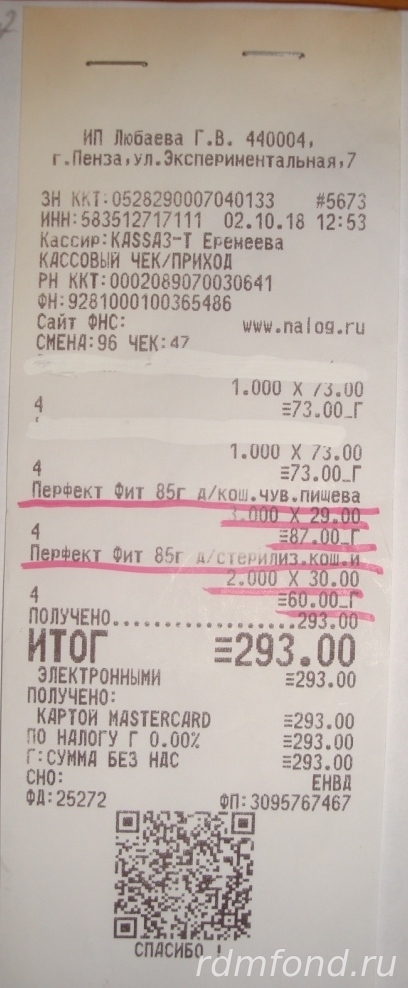 ИП Любаева Г.В. 440004,
г.Пенза,ул.Экспериментальная,7
ЗН ККТ:0528290007040133 #5673
ИНН:583512717111 02.10.18 12:53
Кассир:KASSA3-T Еремеева
КАССОВЫЙ ЧЕК/ПРИХОД
РН ККТ:0002089070030641
ФН:9281000100365486
Сайт ФНС: www.nalog.ru
СМЕНА:96 ЧЕК:47
1.000 X 73.00
4 ≡73.00_Г
1.000 X 73.00
4 ≡73.00_Г
Перфект Фит 85г д/кош.чув.пищева
3.000 X 29.00
4 ≡87.00_Г
Перфект Фит 85г д/стерилиз.кош.и
2.000 X 30.00
4 ≡60.00_Г
ПОЛУЧЕНО..................293.00
ИТОГ ≡293.00
ЭЛЕКТРОННЫМИ ≡293.00
ПОЛУЧЕНО:
КАРТОЙ MASTERCARD ≡293.00
ПО НАЛОГУ Г 0.00% ≡293.00
Г:СУММА БЕЗ НДС ≡293.00
СНО: ЕНВД
ФД:25272 ФП:3095767467
СПАСИБО !
rdmfond.ru